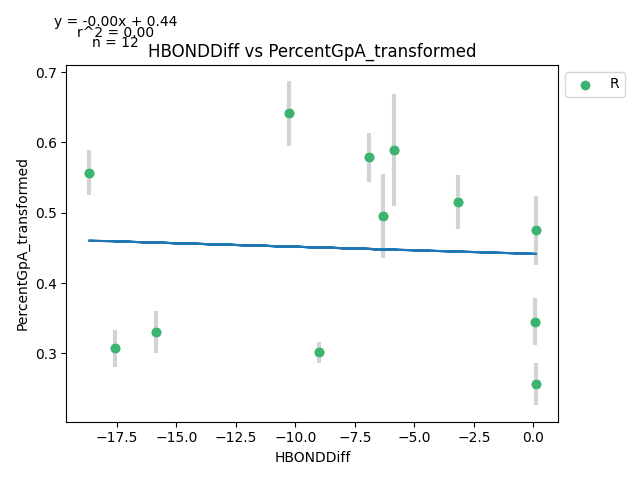 y = -0.00x + 0.44
r^2 = 0.00
n = 12
HBONDDiff vs PercentGpA_transformed
R
PercentGpA_transformed
0.7
0.6
0.5
0.4
0.3
−17.5 −15.0 −12.5 −10.0 −7.5 −5.0 −2.5 0.0
HBONDDiff